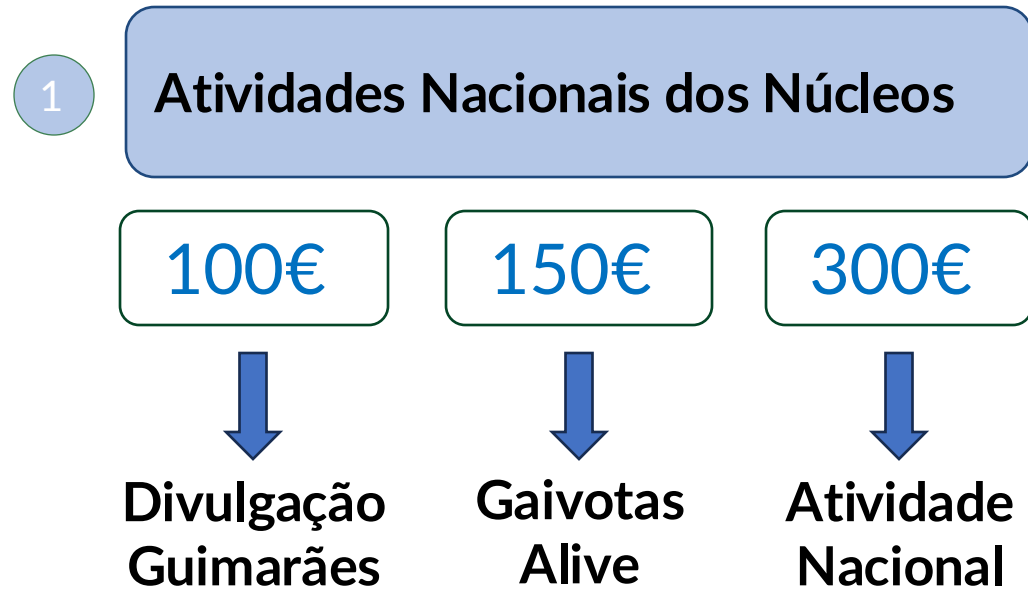 1
Atividades Nacionais dos Núcleos
100€
150€
300€
Divulgação
Guimarães
Gaivotas
Alive
Atividade
Nacional